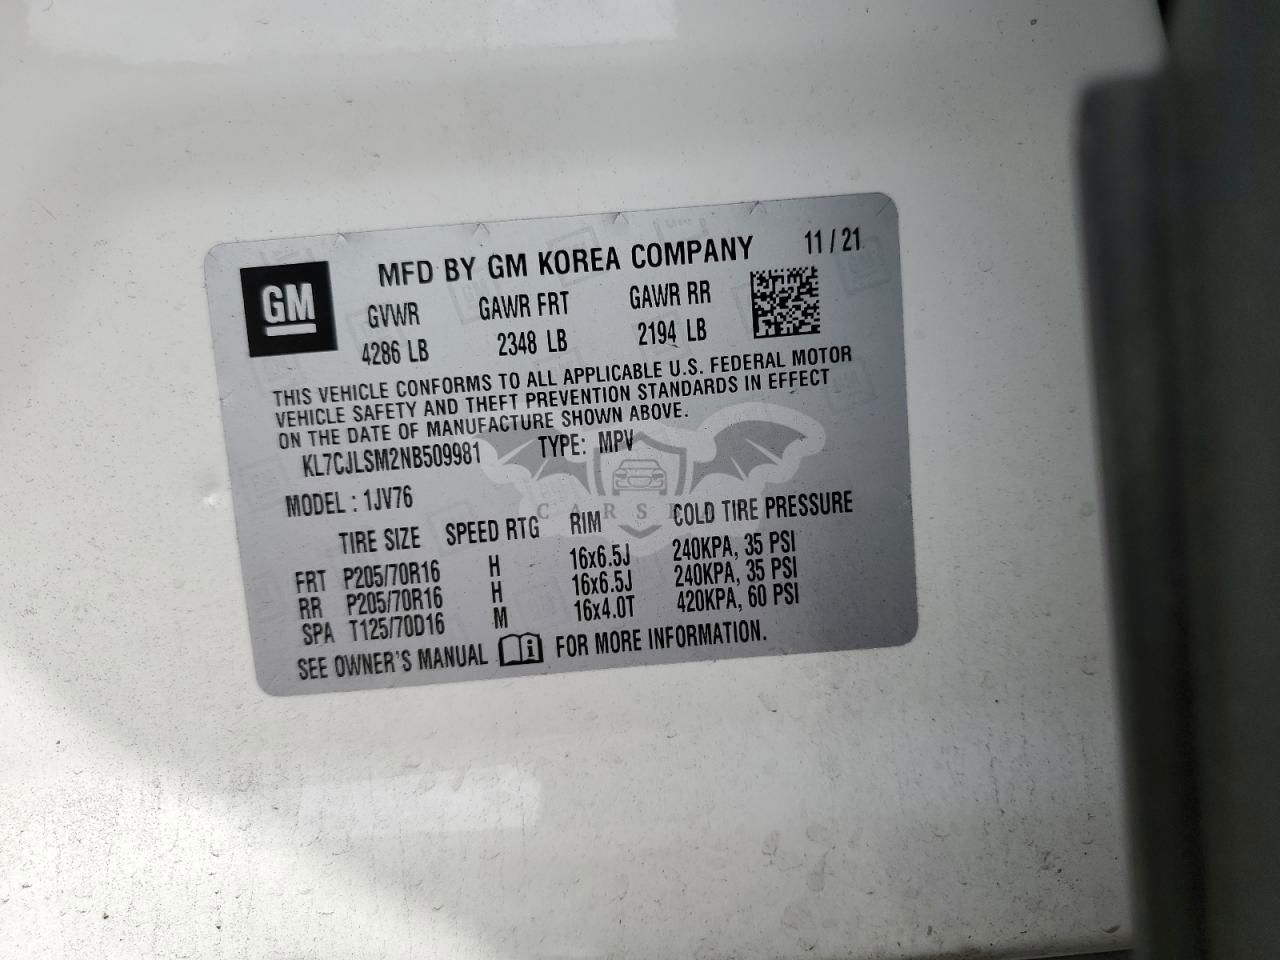 MFD BY GM KOREA COMPANY 11 / 21
GM
GVWR GAWR FRT GAWR RR
4286 LB 2348 LB 2194 LB
THIS VEHICLE CONFORMS TO ALL APPLICABLE U.S. FEDERAL MOTOR
VEHICLE SAFETY AND THEFT PREVENTION STANDARDS IN EFFECT
ON THE DATE OF MANUFACTURE SHOWN ABOVE.
KL7CJLSM2NB509981 TYPE: MPV
MODEL : 1JV76
TIRE SIZE SPEED RTG RIM COLD TIRE PRESSURE
FRT P205/70R16 H 16x6.5J 240KPA, 35 PSI
RR P205/70R16 H 16x6.5J 240KPA, 35 PSI
SPA T125/70D16 M 16x4.0T 420KPA, 60 PSI
SEE OWNER'S MANUAL i FOR MORE INFORMATION.